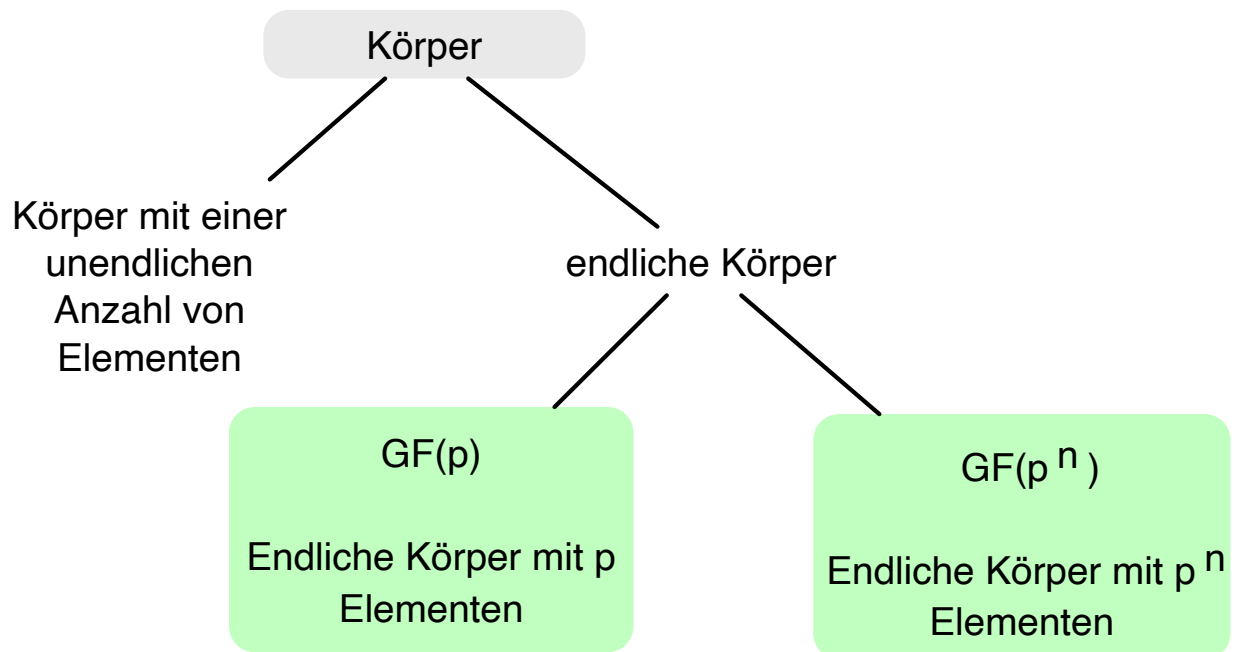 Körper
Körper mit einer
unendlichen
Anzahl von
Elementen
endliche Körper
GF(p)
Endliche Körper mit p
Elementen
GF(p n )
Endliche Körper mit p n
Elementen